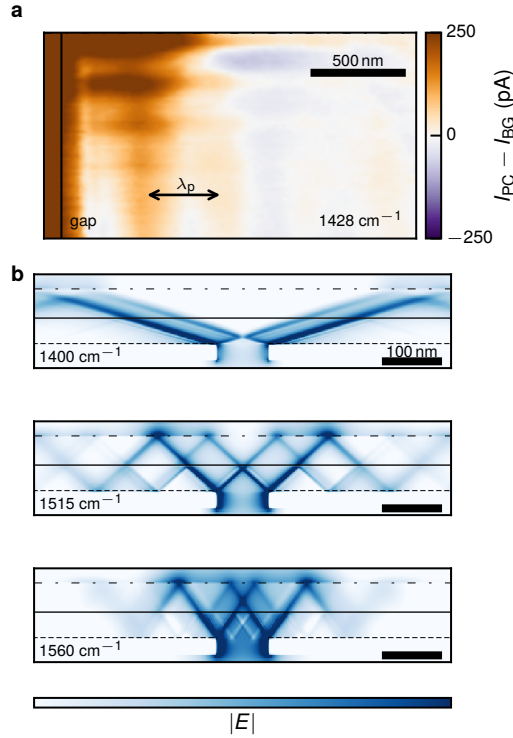 a
500 nm
λp
gap
1428 cm⁻¹
250
0
−250
I_PC − I_BG (pA)
b
1400 cm⁻¹
100 nm
1515 cm⁻¹
1560 cm⁻¹
|E|